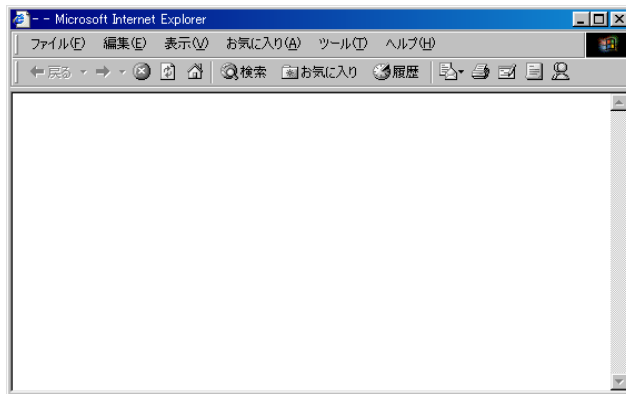 - - Microsoft Internet Explorer
ファイル(F) 編集(E) 表示(V) お気に入り(A) ツール(T) ヘルプ(H)
戻る 検索 お気に入り 履歴